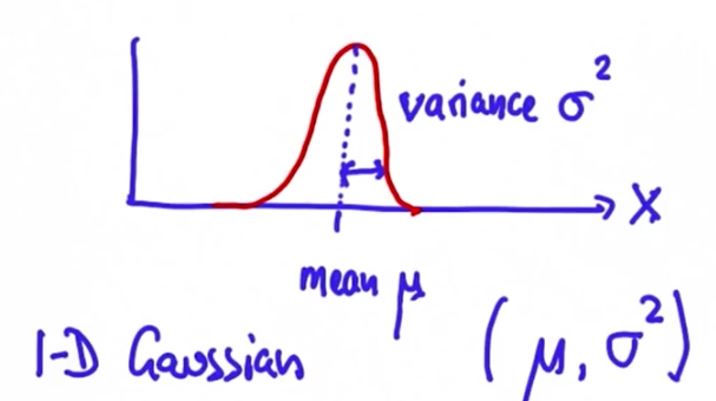 variance σ²
X
mean μ
1-D Gaussian (μ, σ²)